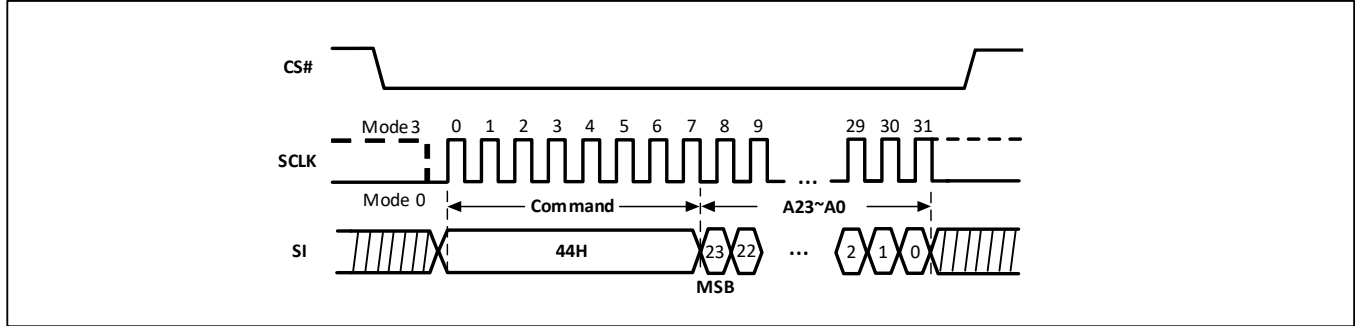 CS#
Mode 3 0 1 2 3 4 5 6 7 8 9 29 30 31
SCLK ...
Mode 0 Command A23~A0
SI 44H 23 22 ... 2 1 0
MSB